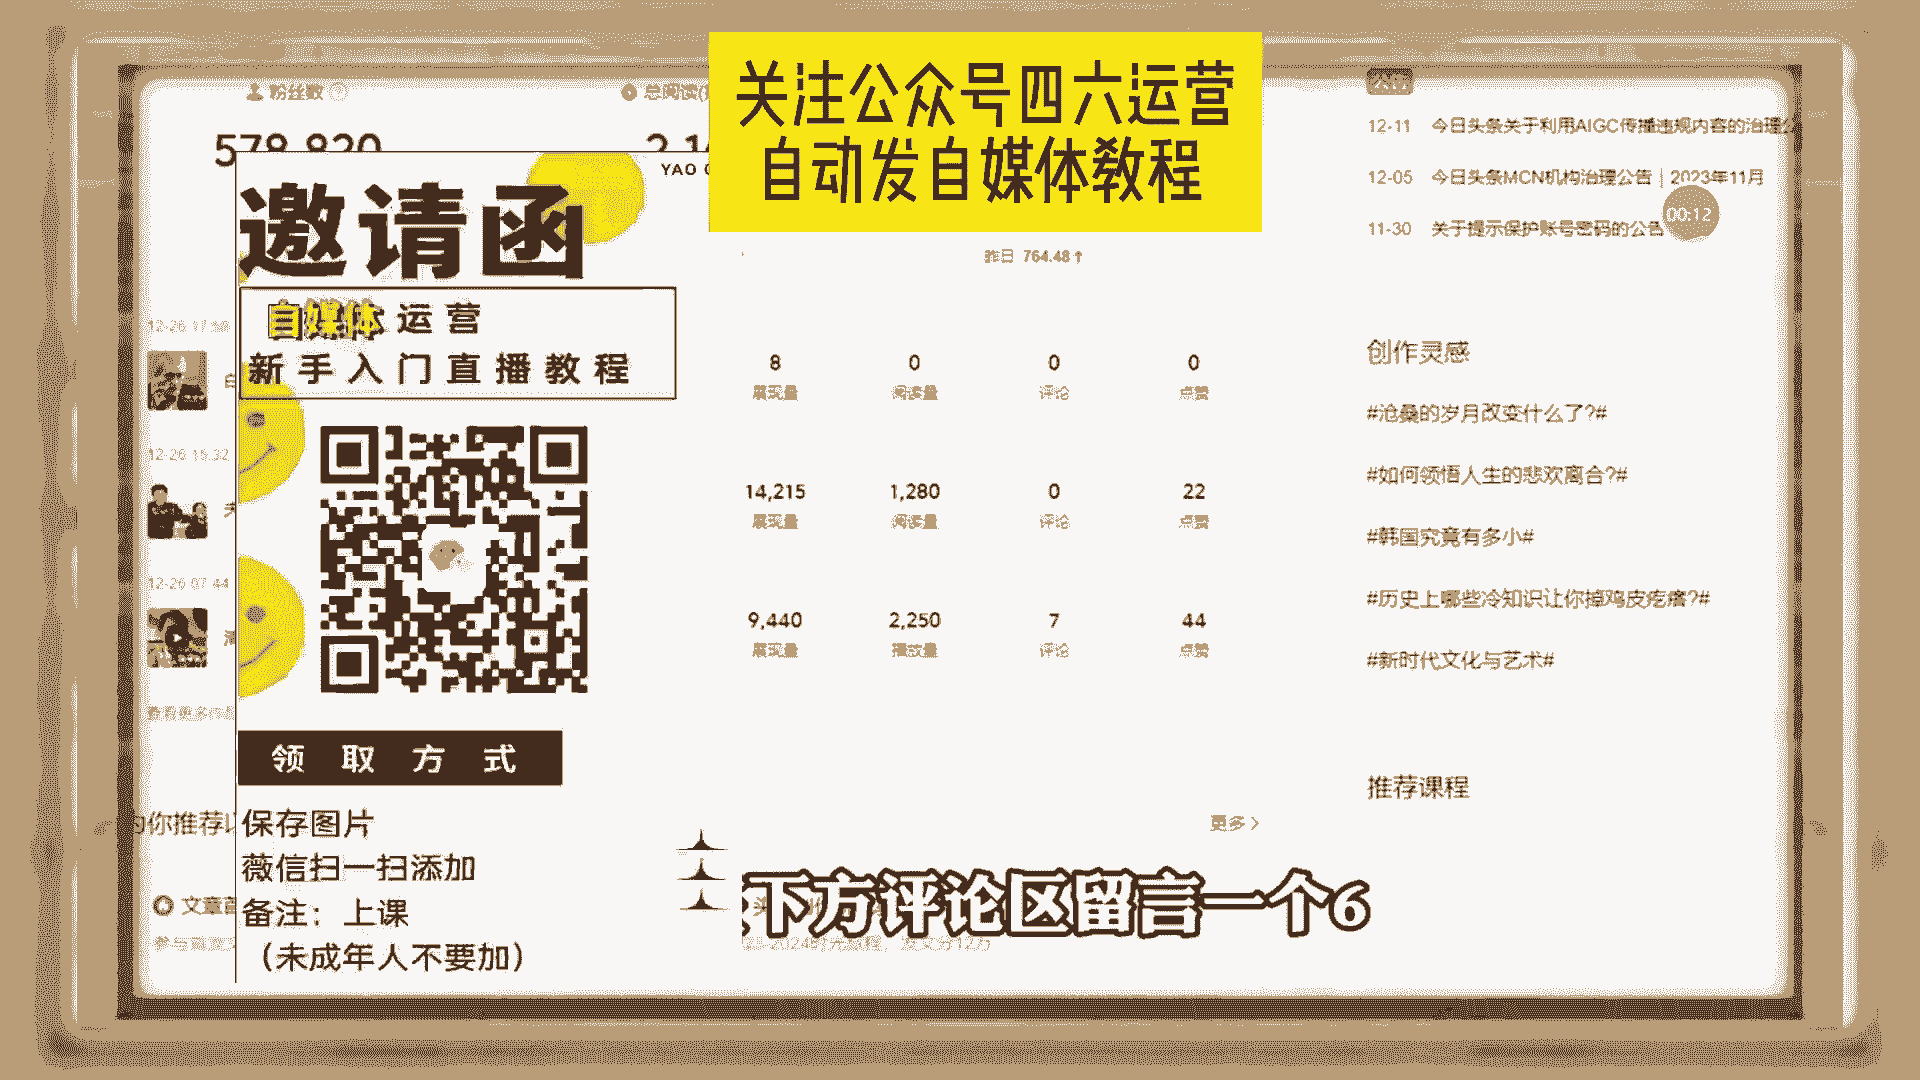 关注公众号四六运营
自动发自媒体教程
粉丝数
578,820
YAO
邀请函
自媒体运营
新手入门直播教程
领取方式
保存图片
薇信扫一扫添加
备注：上课
（未成年人不要加）
12-26 15:32
12-26 07:44
昨日 764.48↑
8 0 0 0
展现量 阅读量 评论 点赞
14,215 1,280 0 22
展现量 阅读量 评论 点赞
9,440 2,250 7 44
展现量 播放量 评论 点赞
更多 >
下方评论区留言一个6
12-11 今日头条关于利用AIGC传播违规内容的治理公
12-05 今日头条MCN机构治理公告｜2023年11月
00:12
11-30 关于提示保护账号密码的公告
创作灵感
#沧桑的岁月改变什么了?#
#如何领悟人生的悲欢离合?#
#韩国究竟有多小#
#历史上哪些冷知识让你掉鸡皮疙瘩?#
#新时代文化与艺术#
推荐课程